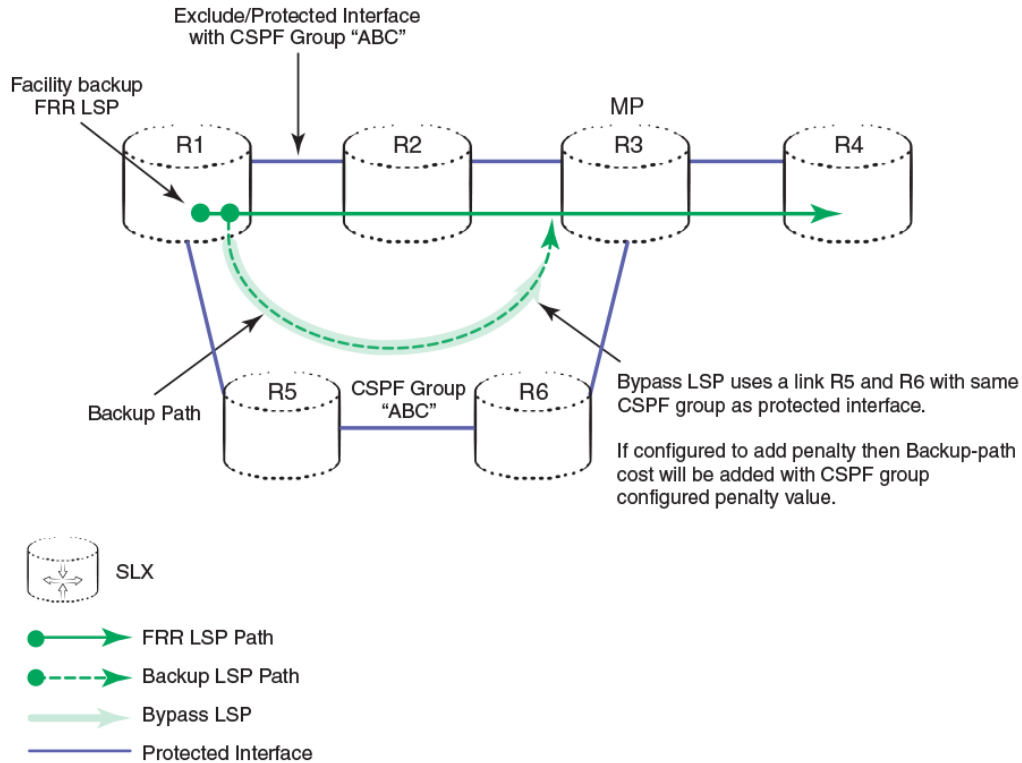 Exclude/Protected Interface
with CSPF Group “ABC”
Facility backup
FRR LSP
MP
R1
R2
R3
R4
Backup Path
R5
CSPF Group
“ABC”
R6
Bypass LSP uses a link R5 and R6 with same
CSPF group as protected interface.
If configured to add penalty then Backup-path
cost will be added with CSPF group
configured penalty value.
SLX
FRR LSP Path
Backup LSP Path
Bypass LSP
Protected Interface